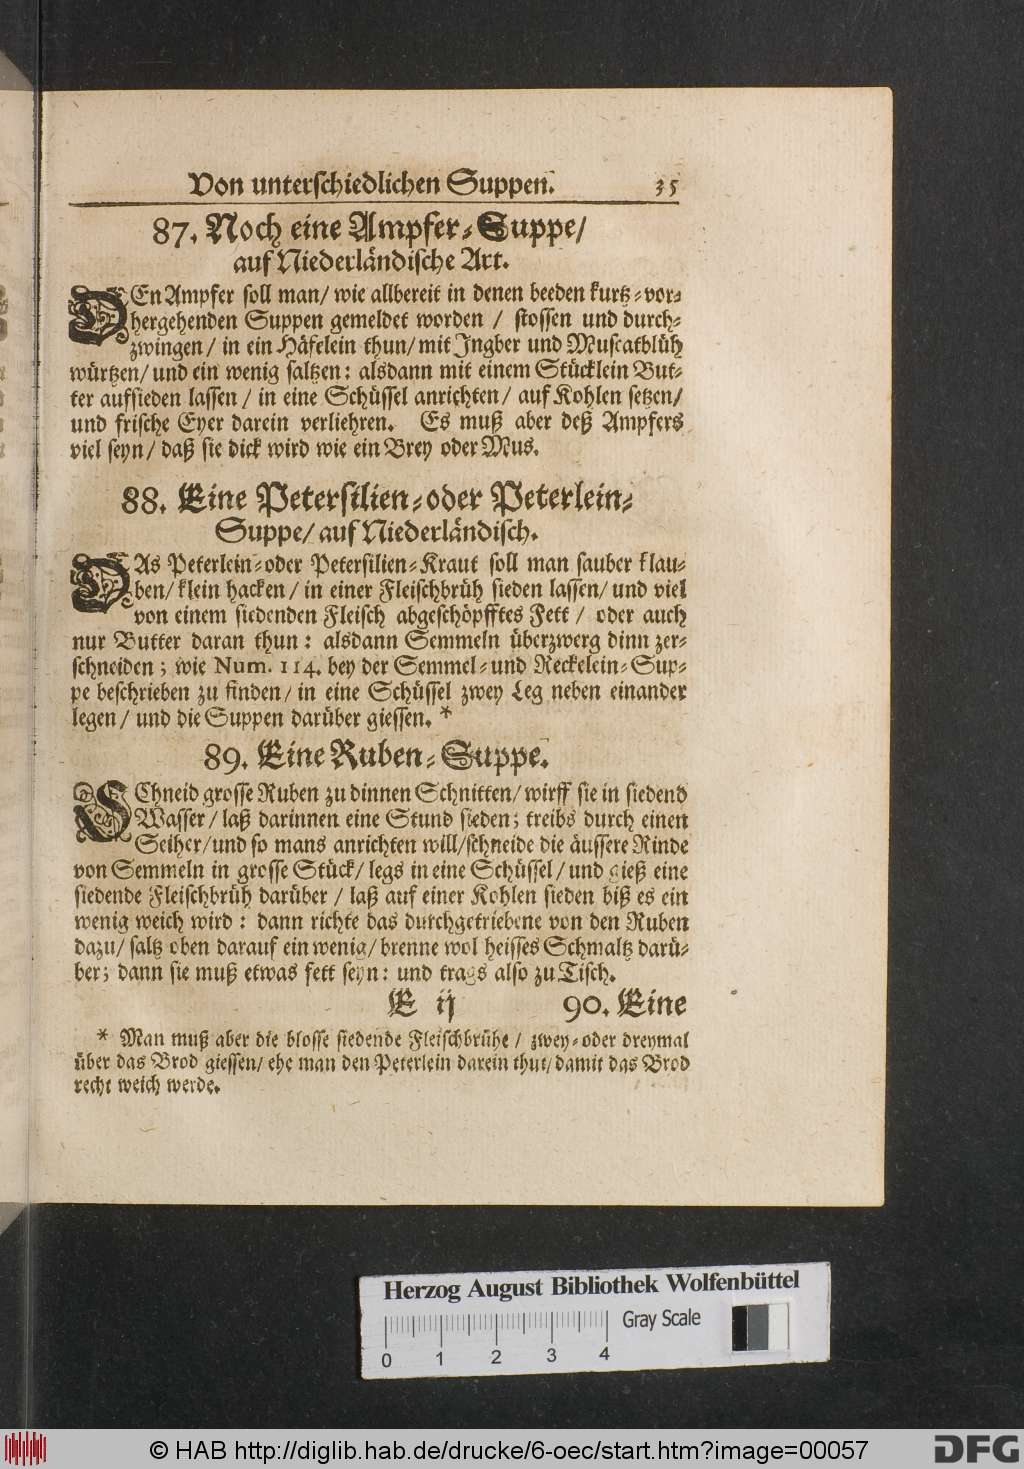 Von unterschiedlichen Suppen. 35
87. Noch eine Ampfer-Suppe/
auf Niederländische Art.
DEn Ampfer soll man/ wie allbereit in denen beeden kurtz-vor-
hergehenden Suppen gemeldet worden / stossen und durch-
zwingen/ in ein Häfelein thun/ mit Ingber und Muscatblüh
würtzen/ und ein wenig saltzen: alsdann mit einem Stücklein But-
ter aufsieden lassen / in eine Schüssel anrichten/ auf Kohlen setzen/
und frische Eyer darein verliehren. Es muß aber deß Ampfers
viel seyn/ daß sie dick wird wie ein Brey oder Mus.
88. Eine Petersilien-oder Peterlein-
Suppe/ auf Niederländisch.
DAs Peterlein-oder Petersilien-Kraut soll man sauber klau-
ben/ klein hacken / in einer Fleischbrüh sieden lassen/ und viel
von einem siedenden Fleisch abgeschöpfftes Fett / oder auch
nur Butter daran thun: alsdann Semmeln überzwerg dinn zer-
schneiden; wie Num. 114. bey der Semmel-und Reckelein-Sup-
pe beschrieben zu finden/ in eine Schüssel zwey Leg neben einander
legen/ und die Suppen darüber giessen. *
89. Eine Ruben-Suppe.
SChneid grosse Ruben zu dinnen Schnitten/ wirff sie in siedend
Wasser/ laß darinnen eine Stund sieden; treibs durch einen
Seiher/ und so mans anrichten will/ schneide die äussere Rinde
von Semmeln in grosse Stück/ legs in eine Schüssel/ und gieß eine
siedende Fleischbrüh darüber / laß auf einer Kohlen sieden biß es ein
wenig weich wird: dann richte das durchgetriebene von den Ruben
dazu/ saltz oben darauf ein wenig/ brenne wol heisses Schmaltz darü-
ber; dann sie muß etwas fett seyn: und trags also zu Tisch.
E ij 90. Eine
* Man muß aber die blosse siedende Fleischbrühe / zwey-oder dreymal
über das Brod giessen/ ehe man den Peterlein darein thut/ damit das Brod
recht weich werde.
Herzog August Bibliothek Wolfenbüttel
Gray Scale
0 1 2 3 4
© HAB http://diglib.hab.de/drucke/6-oec/start.htm?image=00057
DFG